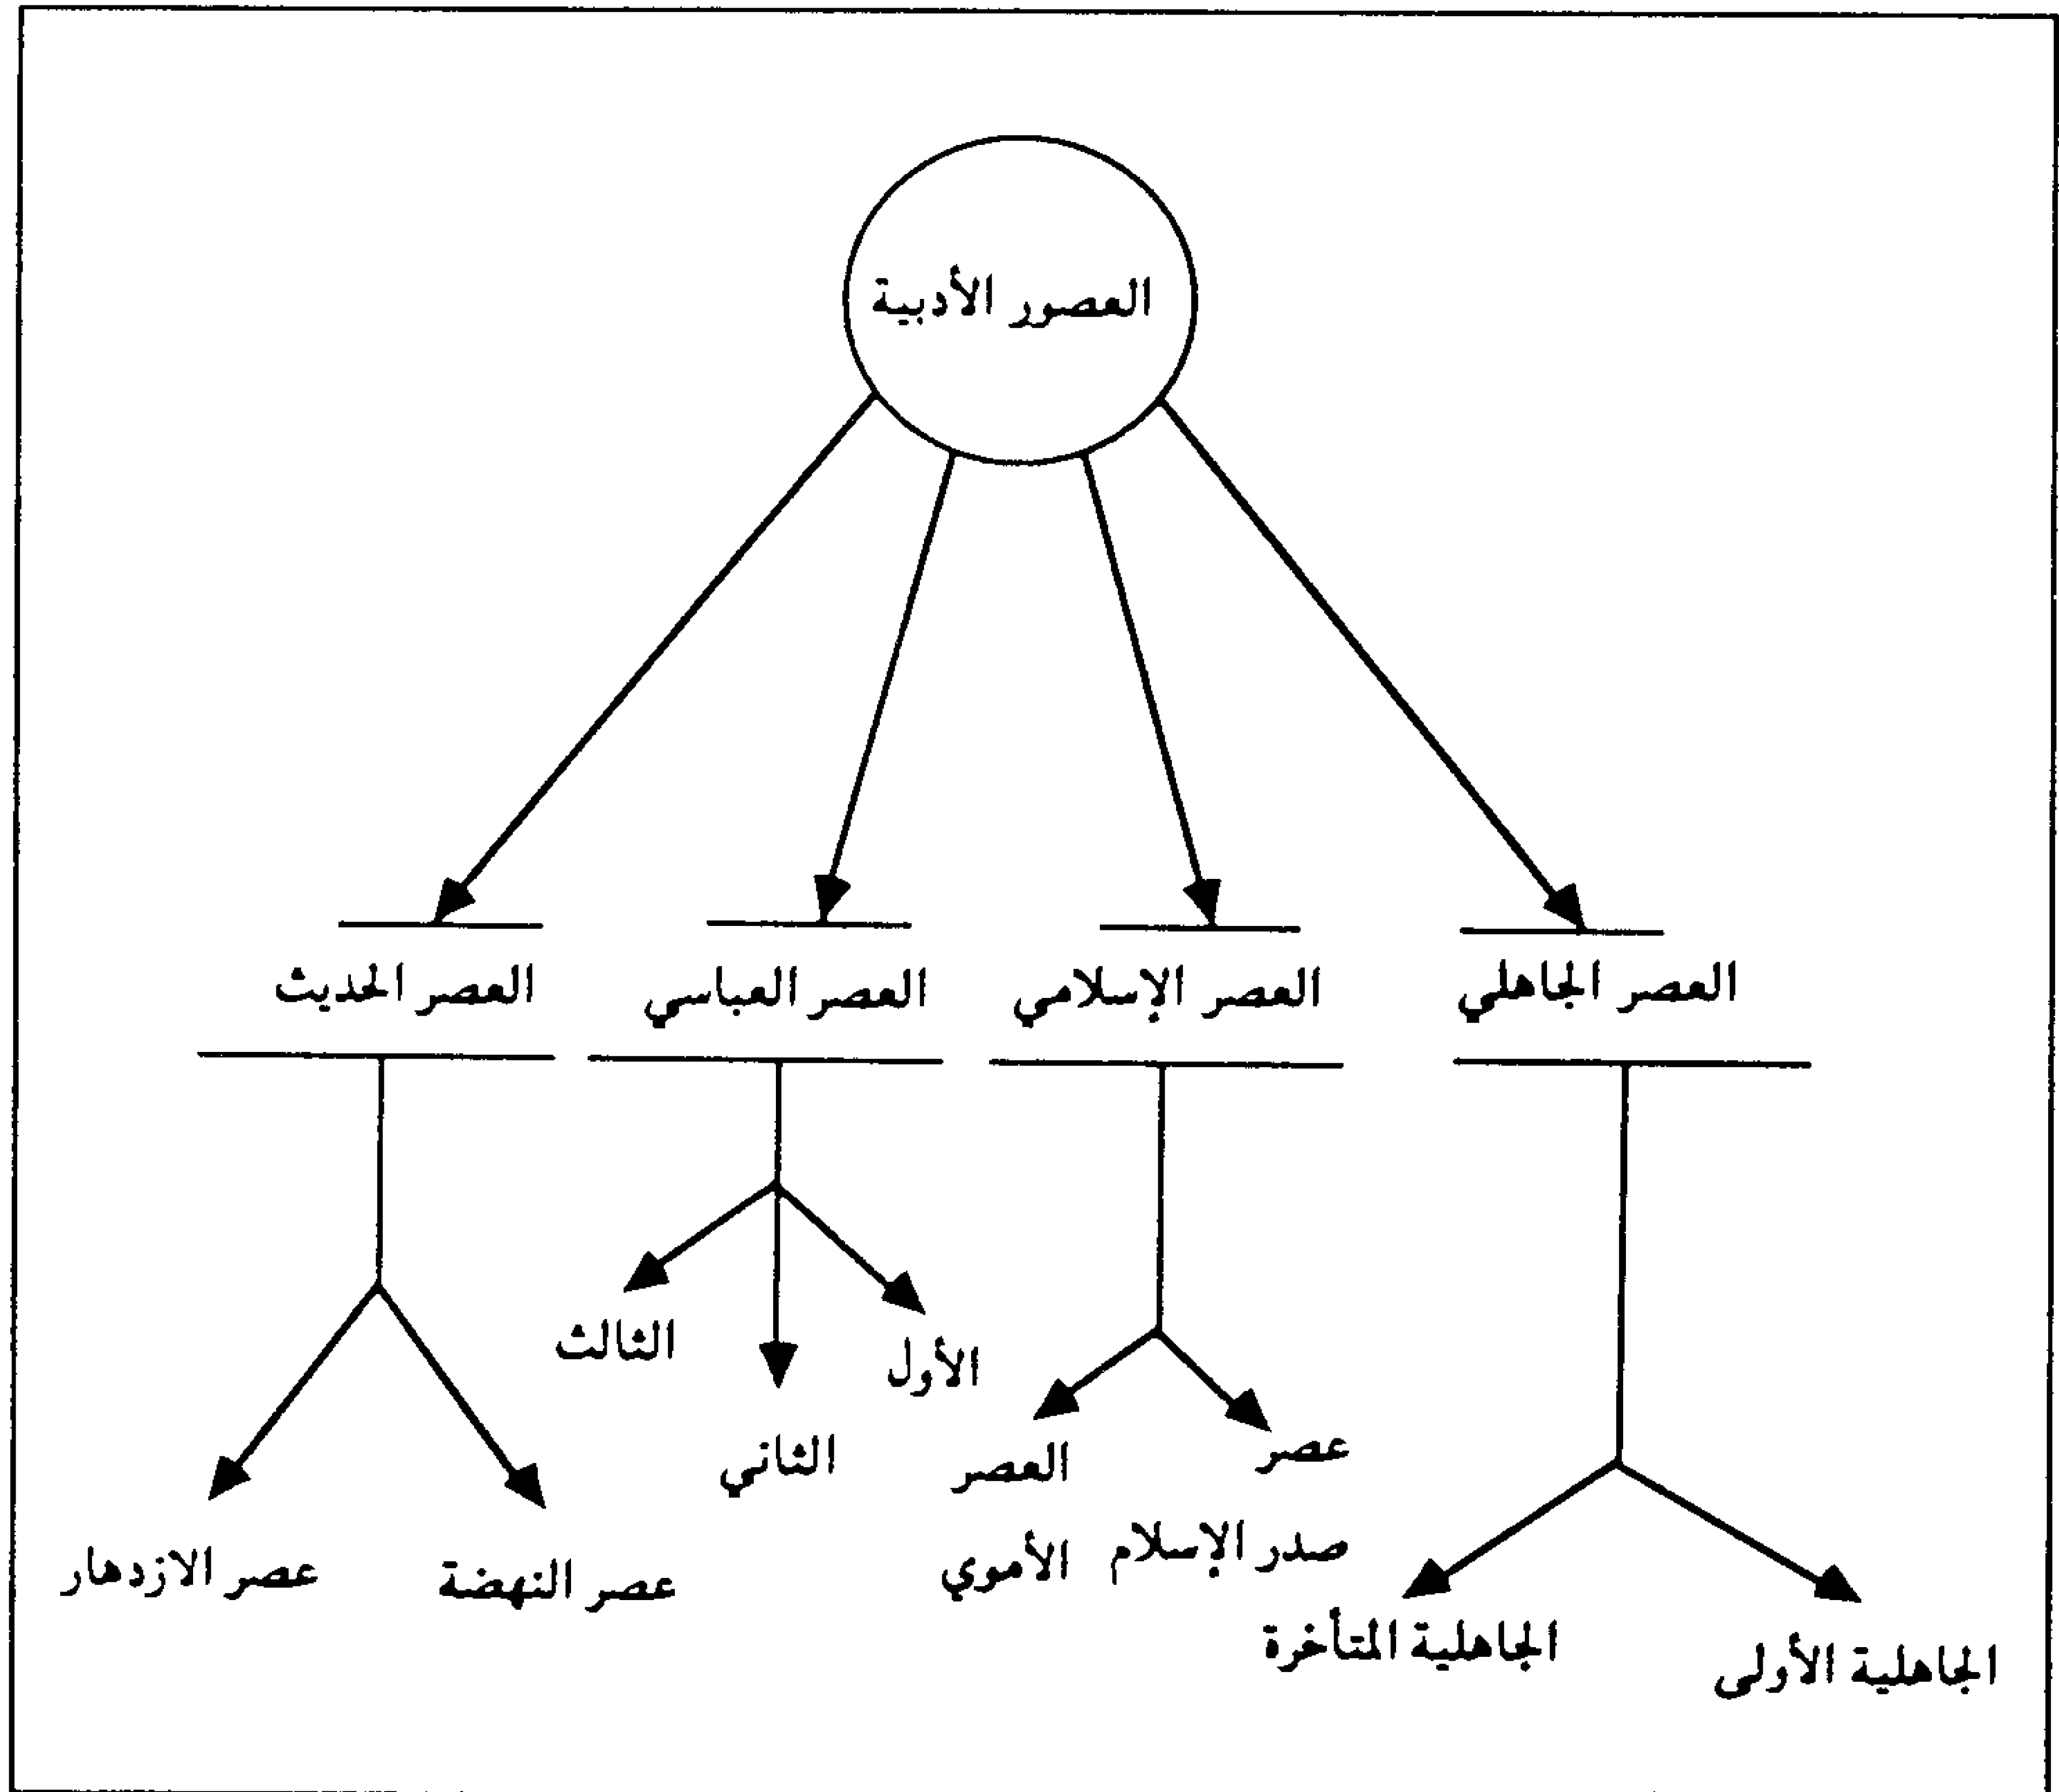 العصور الأدبية
العصر الجاهلي
العصر الإسلامي
العصر العباسي
العصر الحديث
الجاهلية الأولى
الجاهلية المتأخرة
عصر
صدر الإسلام
العصر
الأموي
الأول
الثاني
الثالث
عصر النهضة
عصر الازدهار